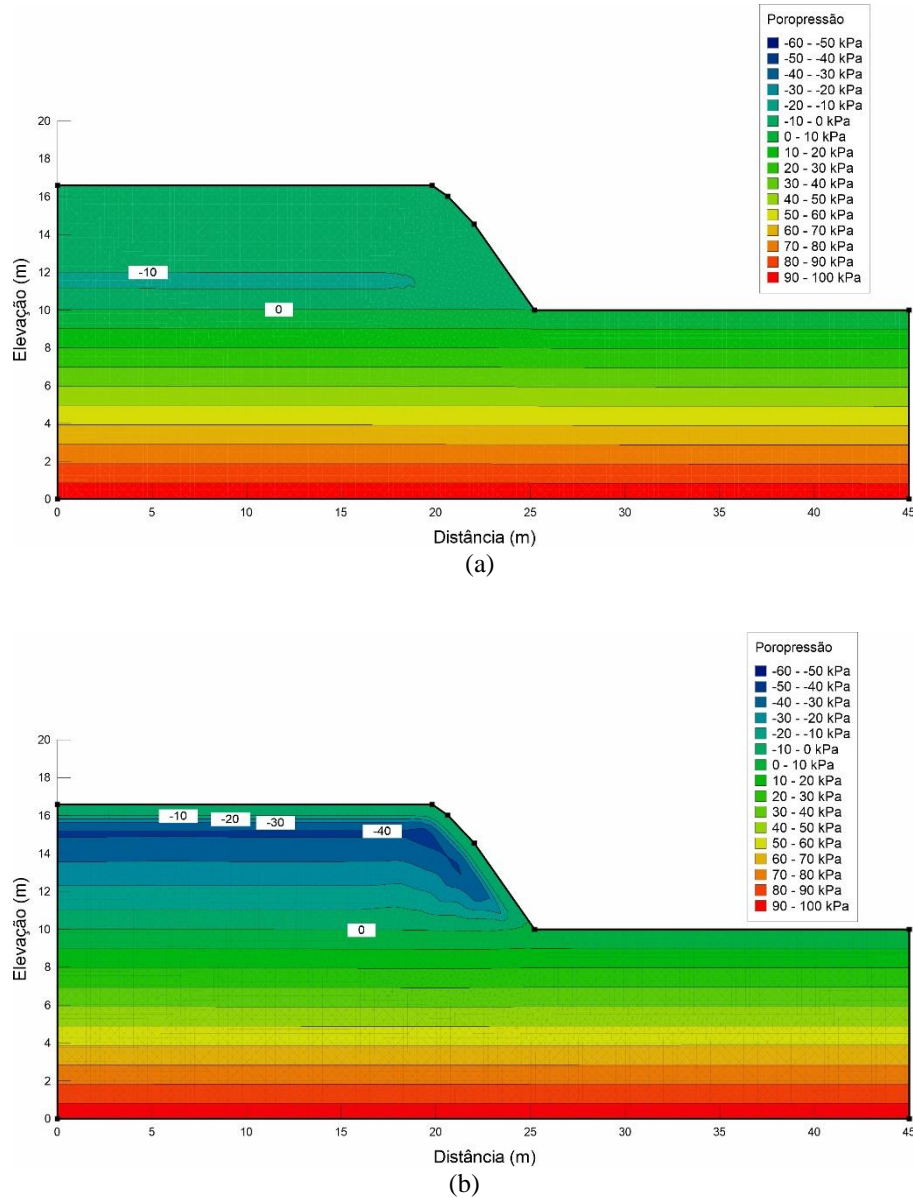 Poropressão
-60 - -50 kPa
-50 - -40 kPa
-40 - -30 kPa
-30 - -20 kPa
-20 - -10 kPa
-10 - 0 kPa
0 - 10 kPa
10 - 20 kPa
20 - 30 kPa
30 - 40 kPa
40 - 50 kPa
50 - 60 kPa
60 - 70 kPa
70 - 80 kPa
80 - 90 kPa
90 - 100 kPa
20
18
16
14
12
10
8
6
4
2
0
Elevação (m)
-10
0
0 5 10 15 20 25 30 35 40 45
Distância (m)
(a)
Poropressão
-60 - -50 kPa
-50 - -40 kPa
-40 - -30 kPa
-30 - -20 kPa
-20 - -10 kPa
-10 - 0 kPa
0 - 10 kPa
10 - 20 kPa
20 - 30 kPa
30 - 40 kPa
40 - 50 kPa
50 - 60 kPa
60 - 70 kPa
70 - 80 kPa
80 - 90 kPa
90 - 100 kPa
20
18
16
14
12
10
8
6
4
2
0
Elevação (m)
-10 -20 -30 -40
0
0 5 10 15 20 25 30 35 40 45
Distância (m)
(b)